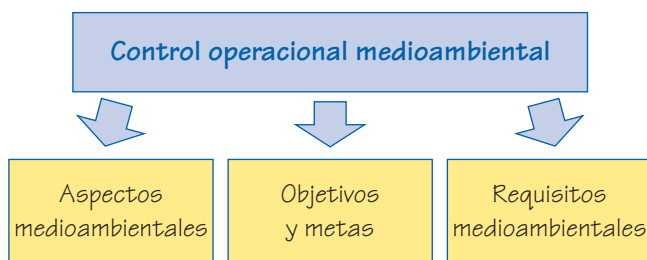 Control operacional medioambiental
Aspectos
medioambientales
Objetivos
y metas
Requisitos
medioambientales